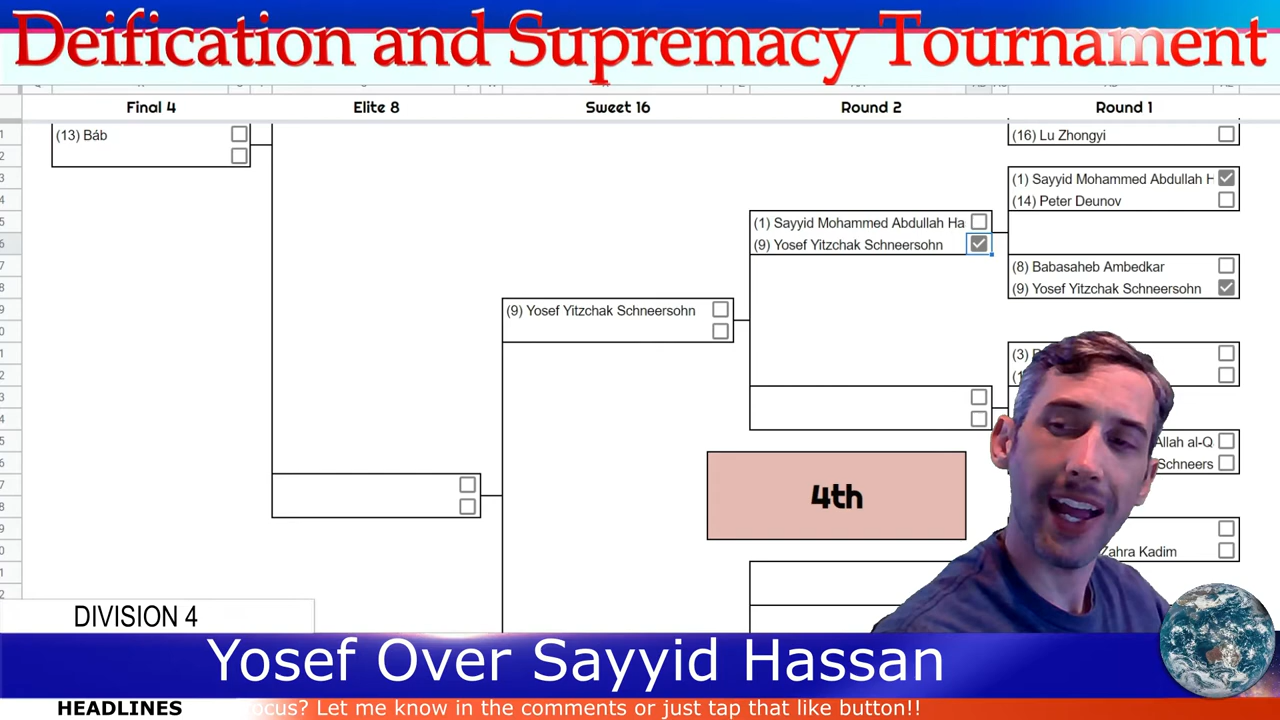 Deification and Supremacy Tournament
Final 4
Elite 8
Sweet 16
Round 2
Round 1
(13) Báb
(16) Lu Zhongyi
(1) Sayyid Mohammed Abdullah H
(14) Peter Deunov
(1) Sayyid Mohammed Abdullah Ha
(9) Yosef Yitzchak Schneersohn
(8) Babasaheb Ambedkar
(9) Yosef Yitzchak Schneersohn
(9) Yosef Yitzchak Schneersohn
(3)
Allah al-Q
Schneers
4th
Zahra Kadim
DIVISION 4
Yosef Over Sayyid Hassan
HEADLINES
ocus? Let me know in the comments or just tap that like button!!